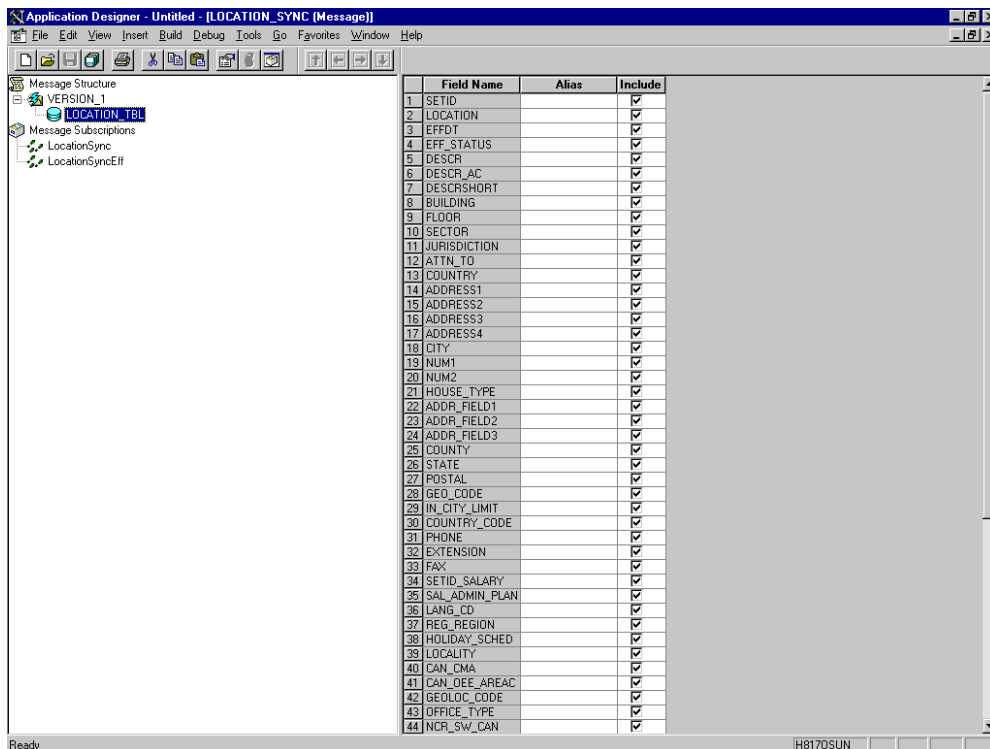 Application Designer - Untitled - [LOCATION_SYNC (Message)]
File Edit View Insert Build Debug Tools Go Favorites Window Help
Message Structure
VERSION_1
LOCATION_TBL
Message Subscriptions
LocationSync
LocationSyncEff
Field Name Alias Include
1 SETID
2 LOCATION
3 EFFDT
4 EFF_STATUS
5 DESCR
6 DESCR_AC
7 DESCRSHORT
8 BUILDING
9 FLOOR
10 SECTOR
11 JURISDICTION
12 ATTN_TO
13 COUNTRY
14 ADDRESS1
15 ADDRESS2
16 ADDRESS3
17 ADDRESS4
18 CITY
19 NUM1
20 NUM2
21 HOUSE_TYPE
22 ADDR_FIELD1
23 ADDR_FIELD2
24 ADDR_FIELD3
25 COUNTY
26 STATE
27 POSTAL
28 GEO_CODE
29 IN_CITY_LIMIT
30 COUNTRY_CODE
31 PHONE
32 EXTENSION
33 FAX
34 SETID_SALARY
35 SAL_ADMIN_PLAN
36 LANG_CD
37 REG_REGION
38 HOLIDAY_SCHED
39 LOCALITY
40 CAN_CMA
41 CAN_OEE_AREAC
42 GEOLOC_CODE
43 OFFICE_TYPE
44 NCR_SW_CAN
Ready
H8170SUN